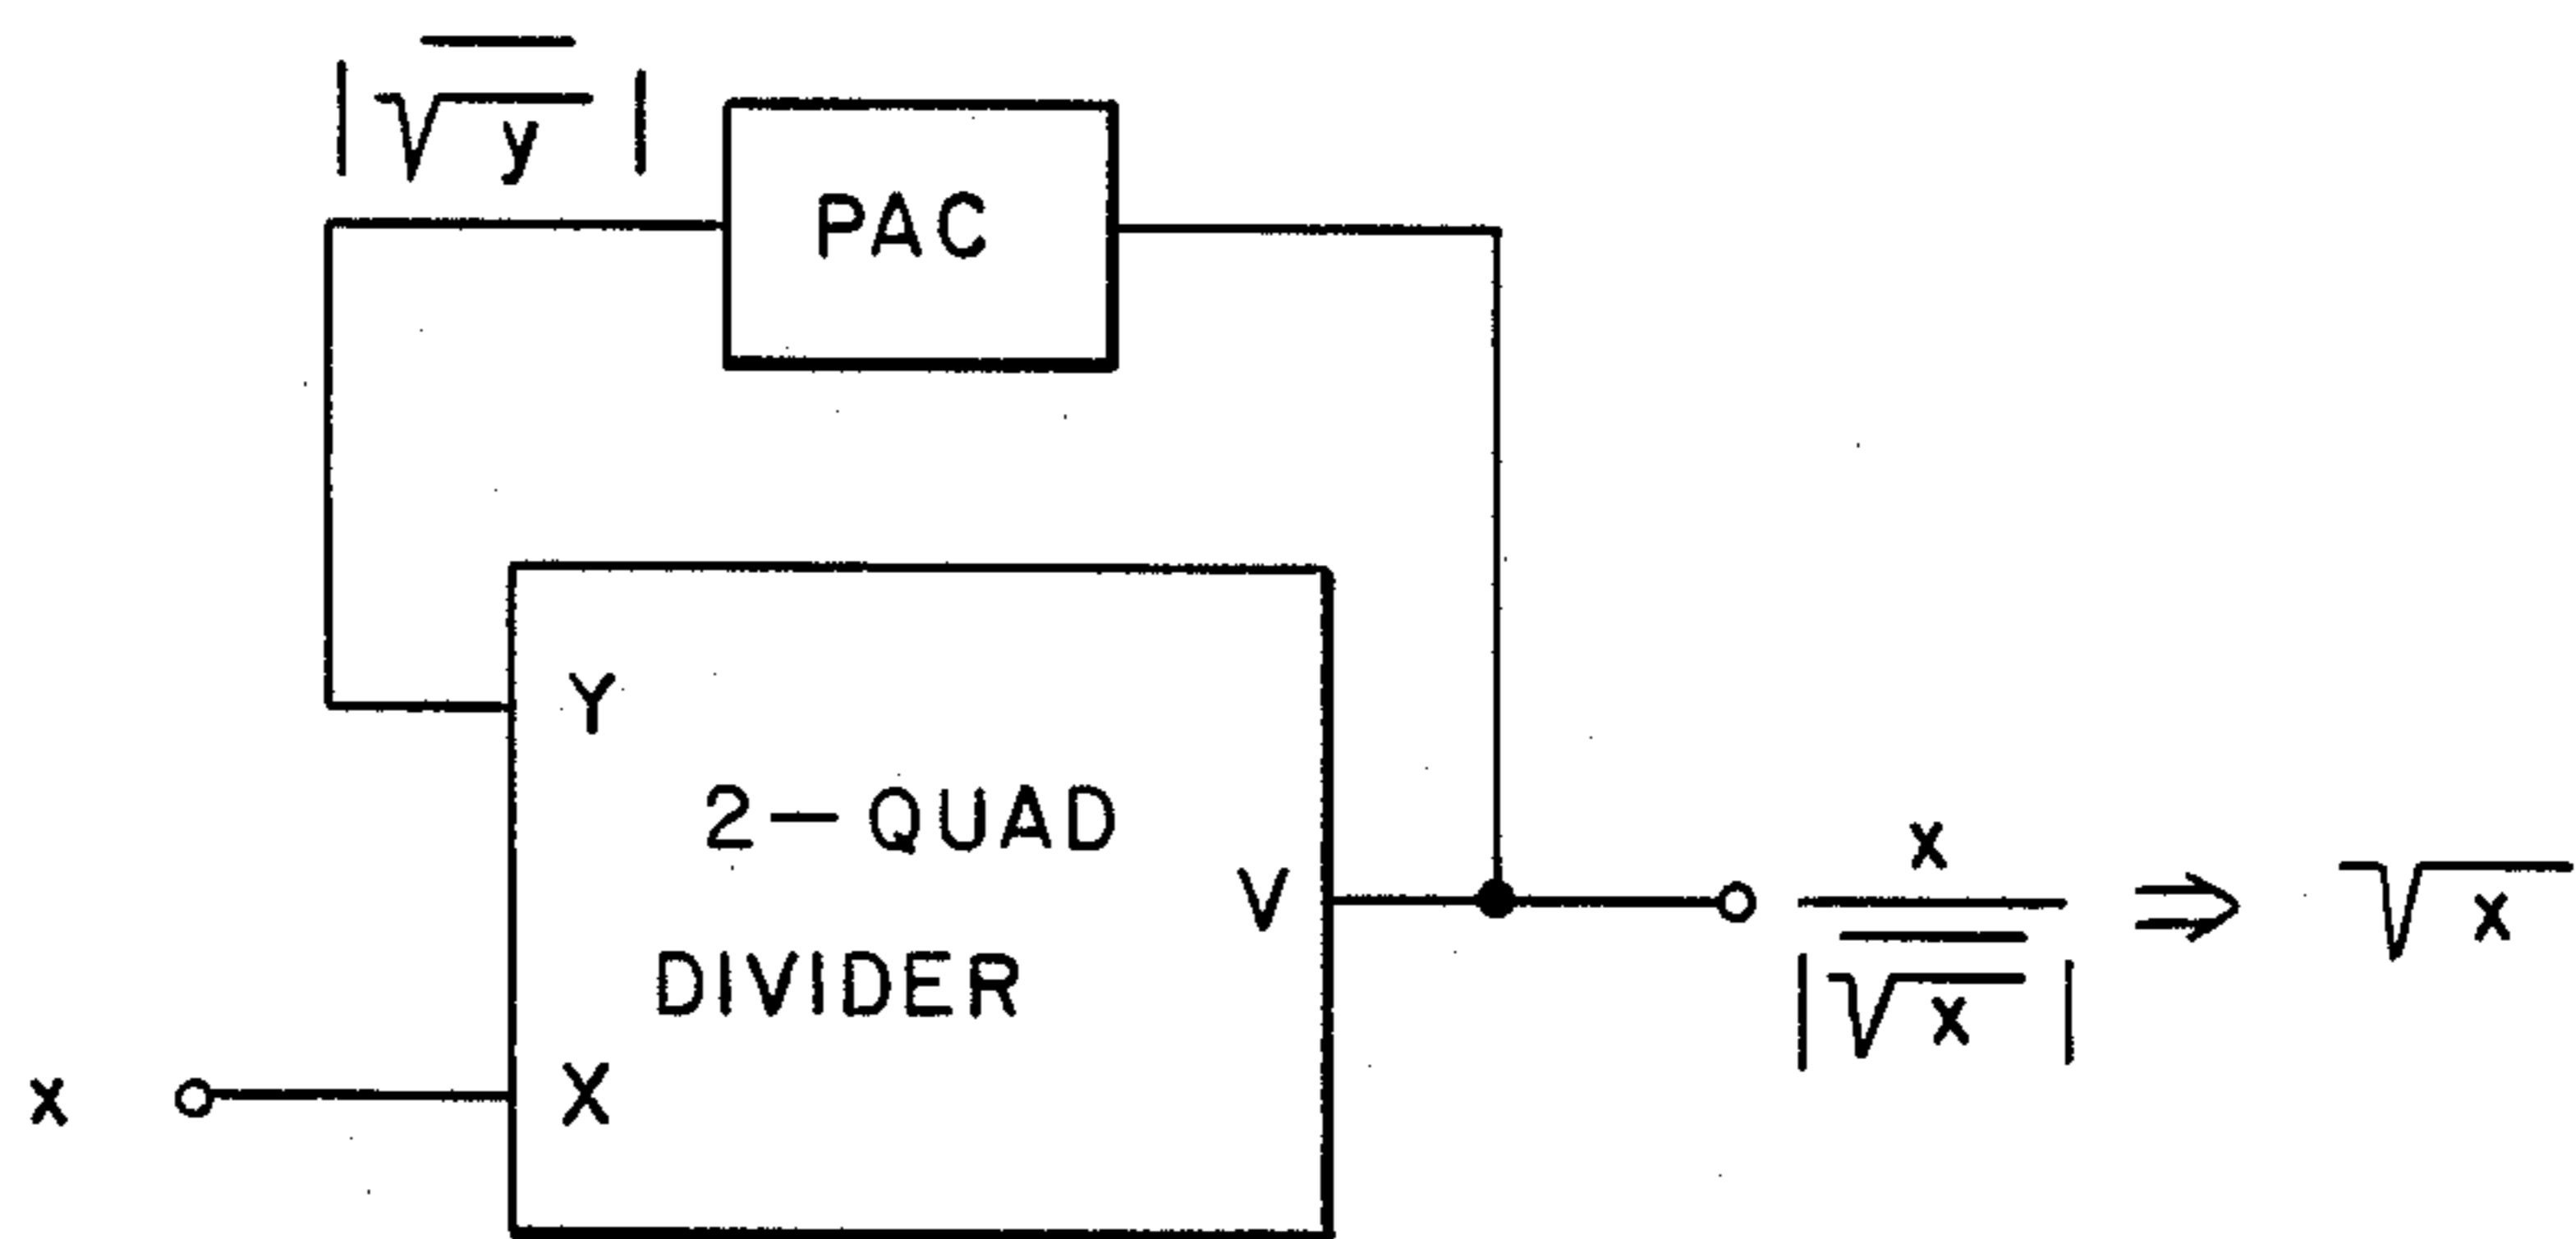 | √y̅ |
PAC
Y
2-QUAD
DIVIDER
V
X
x
x / | √x̅ | ⇒ √x